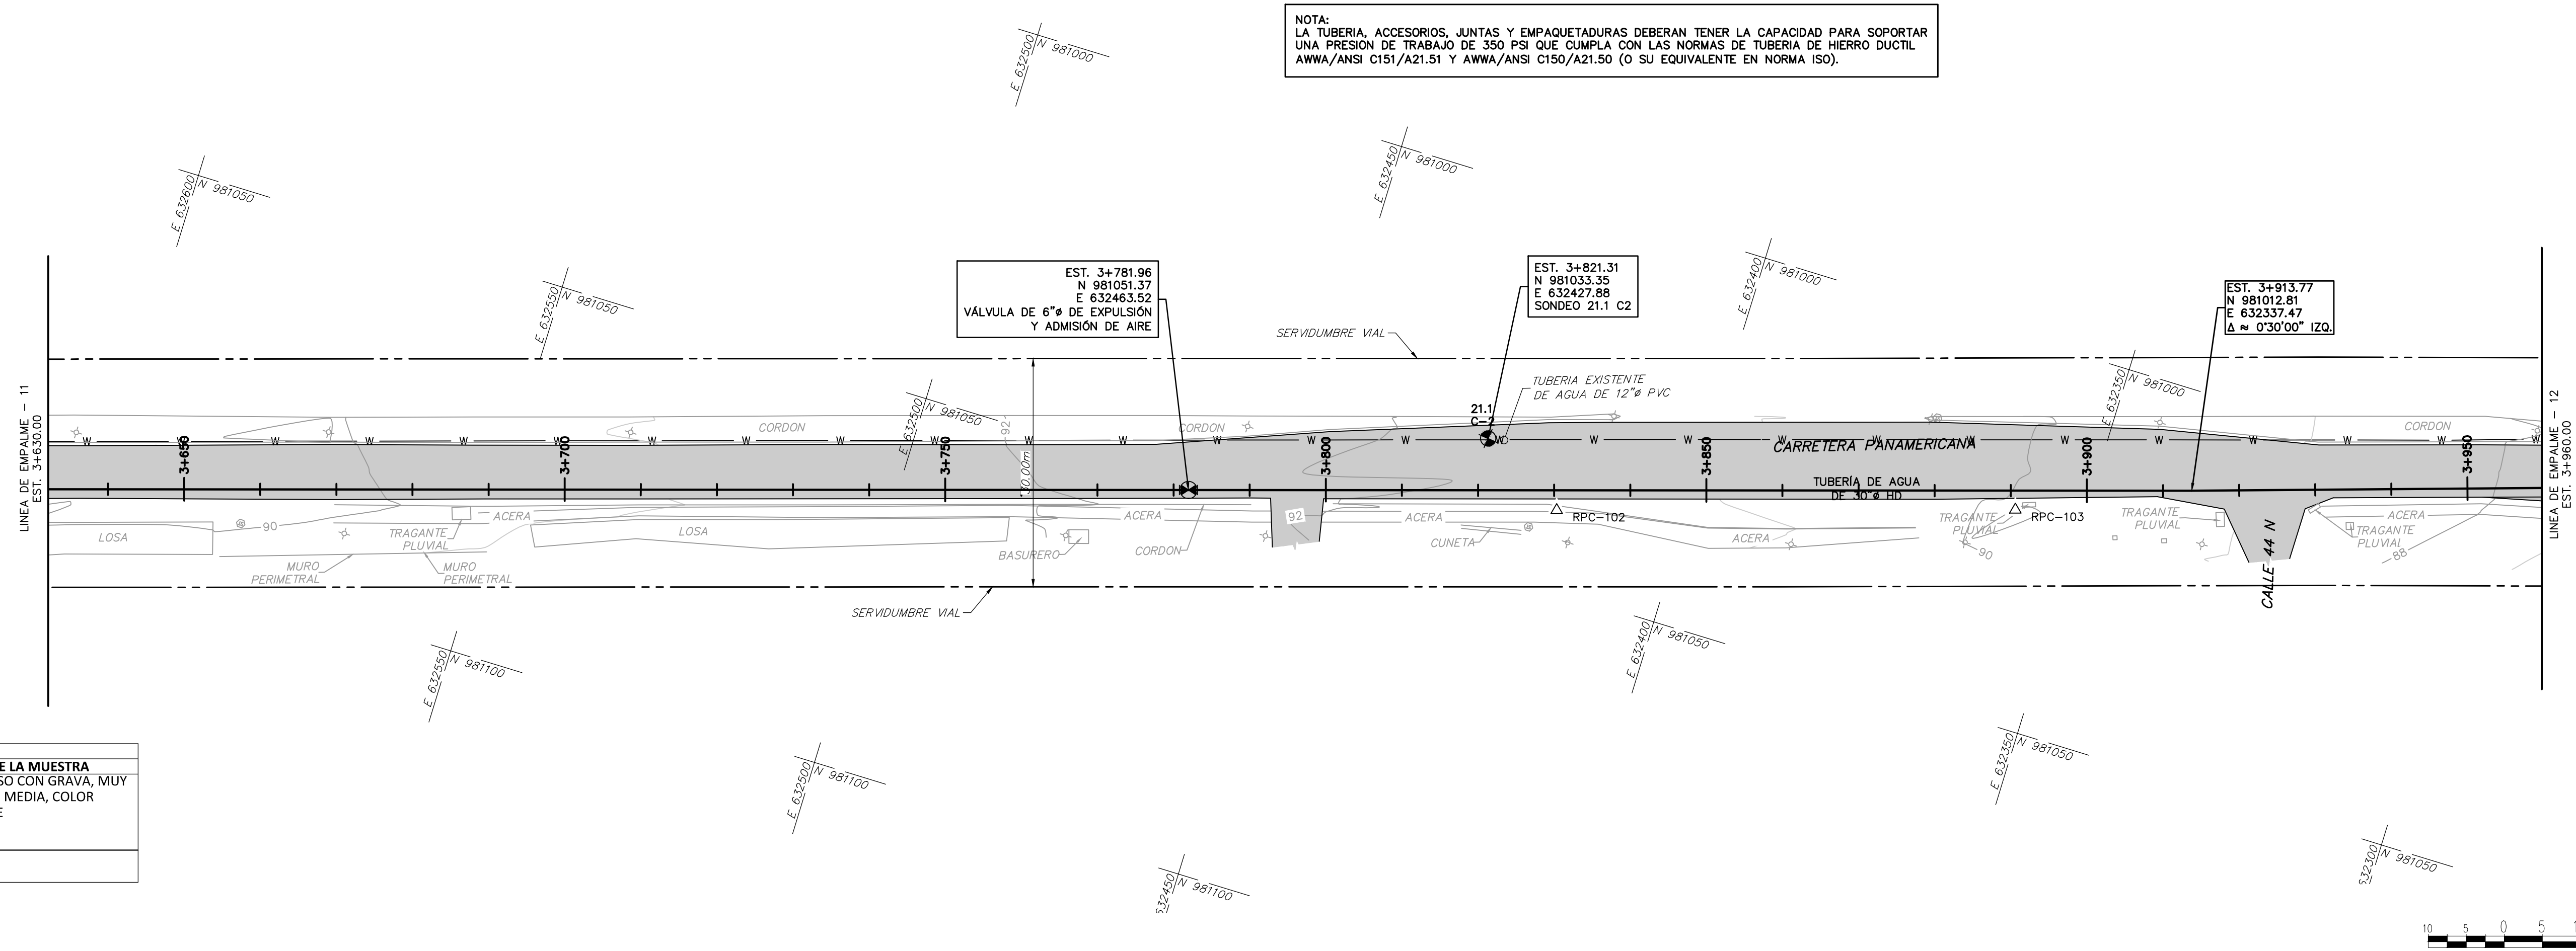 NOTA:
LA TUBERIA, ACCESORIOS, JUNTAS Y EMPAQUETADURAS DEBERAN TENER LA CAPACIDAD PARA SOPORTAR
UNA PRESION DE TRABAJO DE 350 PSI QUE CUMPLA CON LAS NORMAS DE TUBERIA DE HIERRO DUCTIL
AWWA/ANSI C151/A21.51 Y AWWA/ANSI C150/A21.50 (O SU EQUIVALENTE EN NORMA ISO).
E 632500
N 981000
E 632450
N 981000
E 632600
N 981050
E 632550
N 981050
E 632400
N 981000
EST. 3+781.96
N 981051.37
E 632463.52
VÁLVULA DE 6"ø DE EXPULSIÓN
Y ADMISIÓN DE AIRE
EST. 3+821.31
N 981033.35
E 632427.88
SONDEO 21.1 C2
EST. 3+913.77
N 981012.81
E 632337.47
Δ ≈ 0°30'00" IZQ.
SERVIDUMBRE VIAL
TUBERIA EXISTENTE
DE AGUA DE 12"ø PVC
E 632500
N 981050
E 632350
N 981000
LINEA DE EMPALME – 11
EST. 3+630.00
LINEA DE EMPALME – 12
EST. 3+960.00
CORDON
CORDON
CORDON
92
21.1
C-2
W W W W W W W W W W W W W W W W W W W W W W W W W W W
CARRETERA PANAMERICANA
3+650
3+700
3+750
3+800
3+850
3+900
3+950
30.00m
TUBERÍA DE AGUA
DE 30"ø HD
RPC-102
RPC-103
LOSA
90
TRAGANTE
PLUVIAL
ACERA
LOSA
ACERA
92
ACERA
CUNETA
ACERA
TRAGANTE
PLUVIAL
90
TRAGANTE
PLUVIAL
TRAGANTE
PLUVIAL
ACERA
88
BASURERO
CORDON
MURO
PERIMETRAL
MURO
PERIMETRAL
CALLE 44 N
SERVIDUMBRE VIAL
E 632550
N 981100
E 632400
N 981050
E 632500
N 981100
E 632350
N 981050
632450
N 981100
632300
N 981050
E LA MUESTRA
SO CON GRAVA, MUY
MEDIA, COLOR
E
10 5 0 5